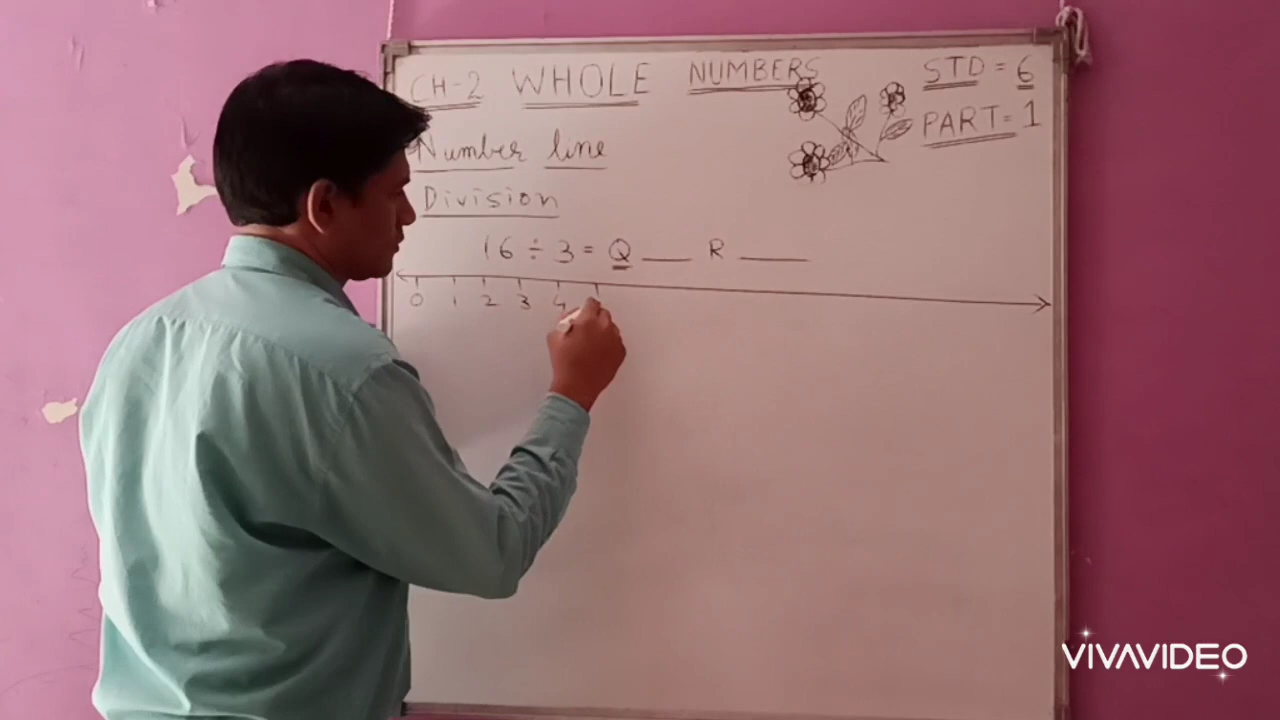 CH-2 WHOLE NUMBERS STD = 6
PART = 1
Number line
Division
16 ÷ 3 = Q ___ R ___
0 1 2 3 4
VIVAVIDEO